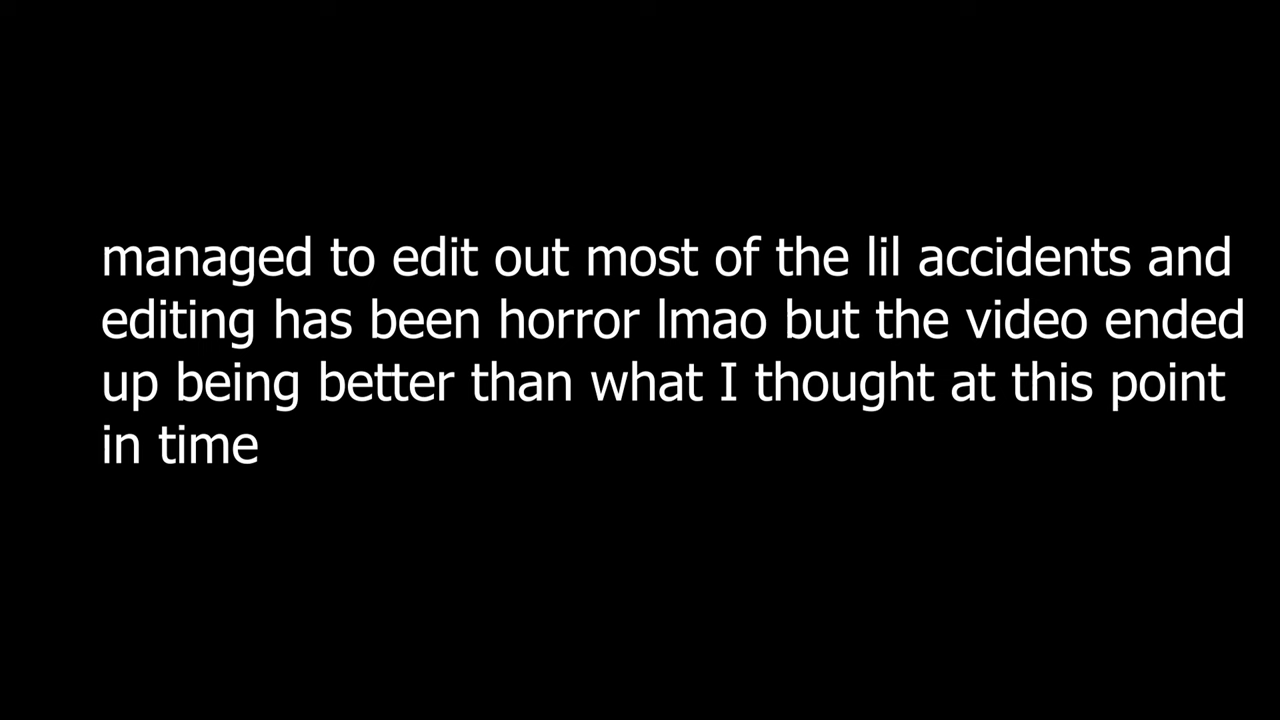 managed to edit out most of the lil accidents and
editing has been horror lmao but the video ended
up being better than what I thought at this point
in time